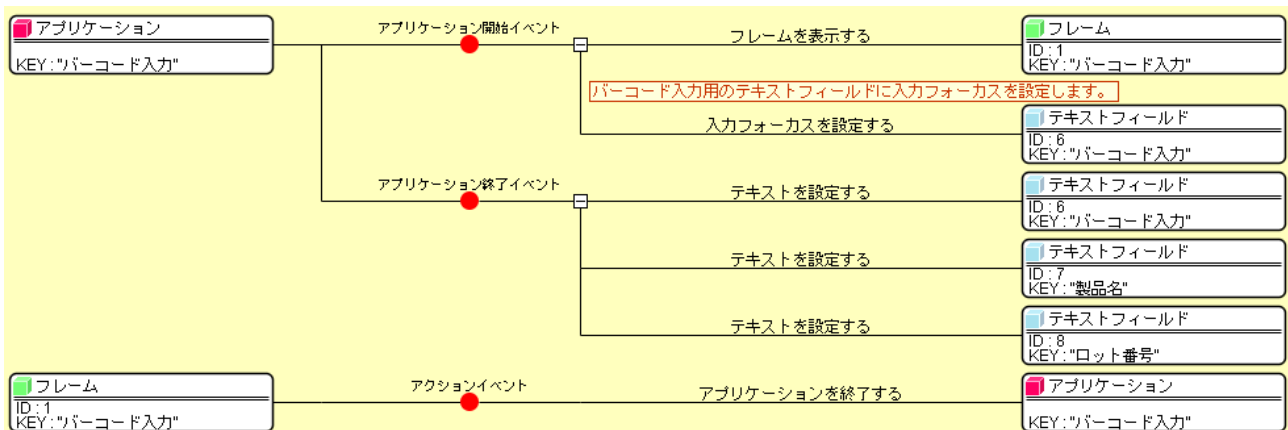 アプリケーション
KEY:"バーコード入力"
アプリケーション開始イベント
フレームを表示する
フレーム
ID:1
KEY:"バーコード入力"
バーコード入力用のテキストフィールドに入力フォーカスを設定します。
入力フォーカスを設定する
テキストフィールド
ID:6
KEY:"バーコード入力"
アプリケーション終了イベント
テキストを設定する
テキストフィールド
ID:6
KEY:"バーコード入力"
テキストを設定する
テキストフィールド
ID:7
KEY:"製品名"
テキストを設定する
テキストフィールド
ID:8
KEY:"ロット番号"
フレーム
ID:1
KEY:"バーコード入力"
アクションイベント
アプリケーションを終了する
アプリケーション
KEY:"バーコード入力"